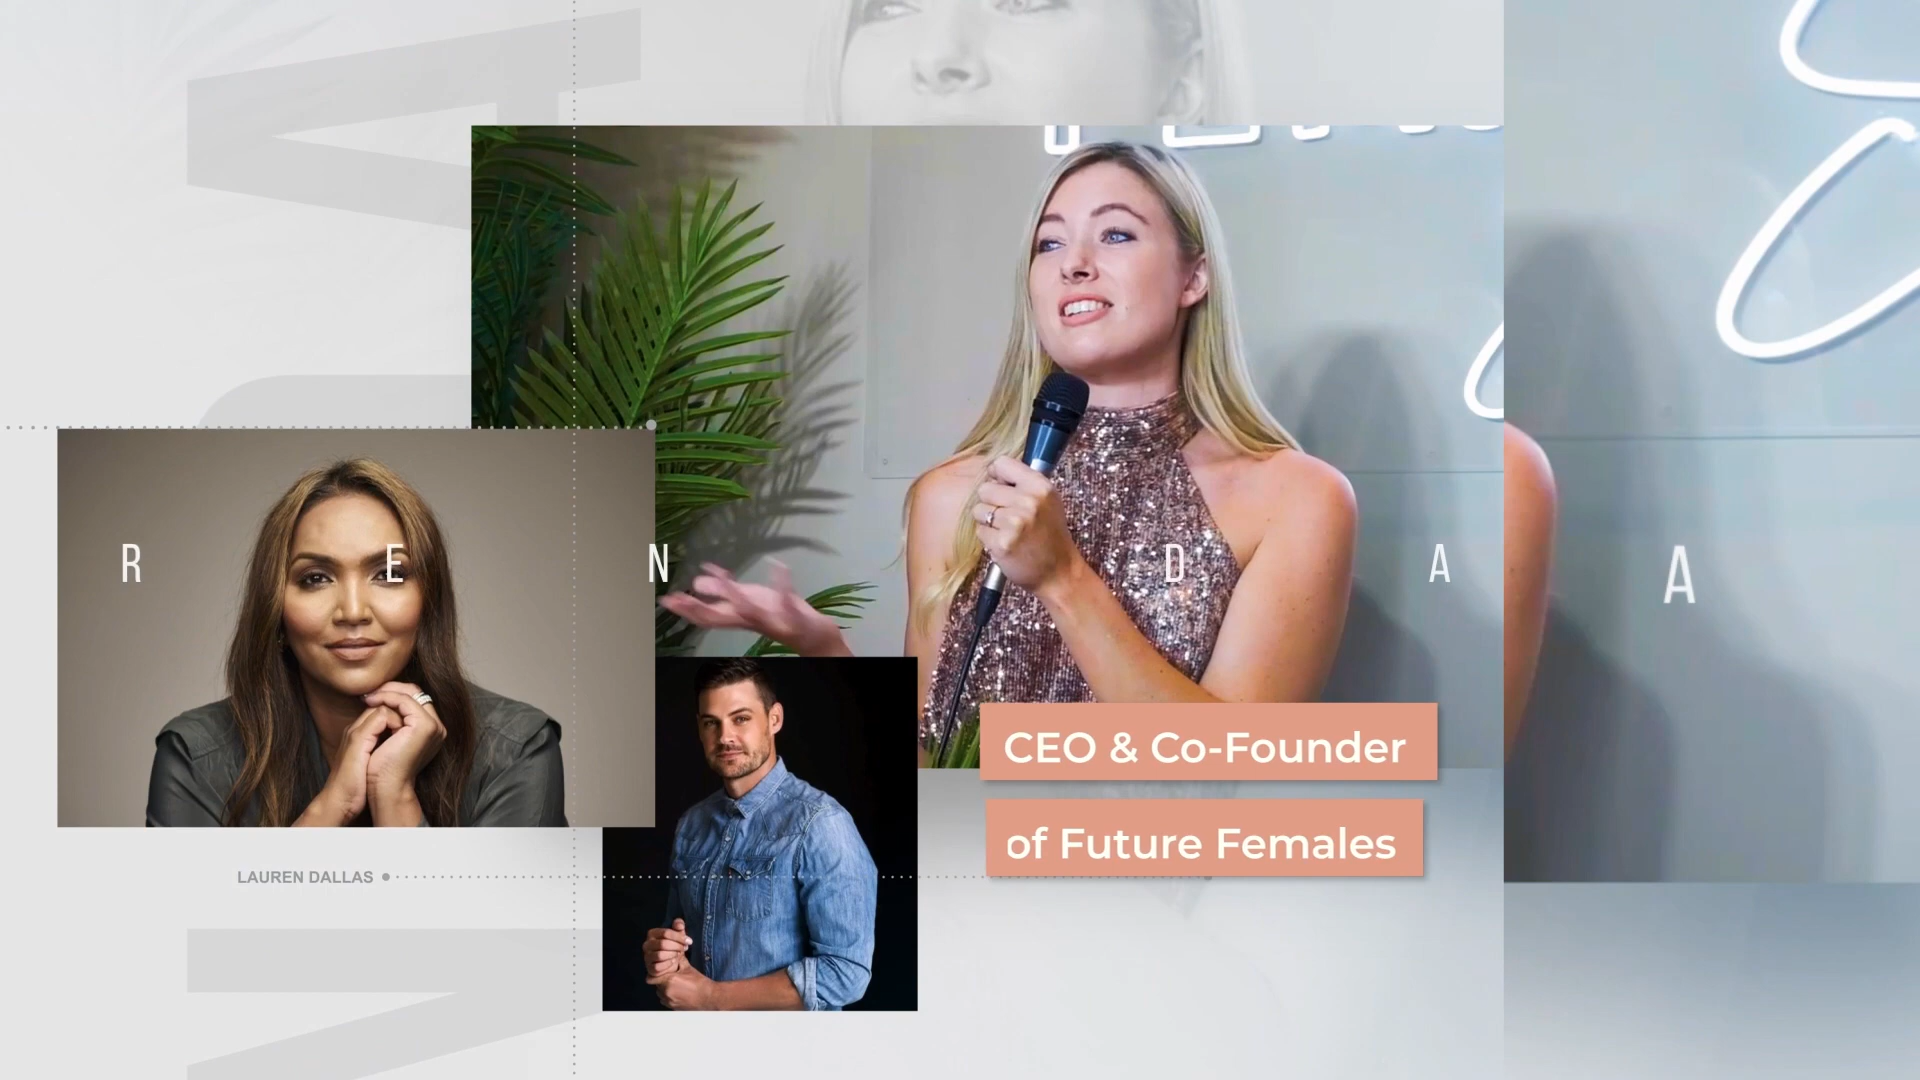 R E N D A A
CEO & Co-Founder
of Future Females
LAUREN DALLAS